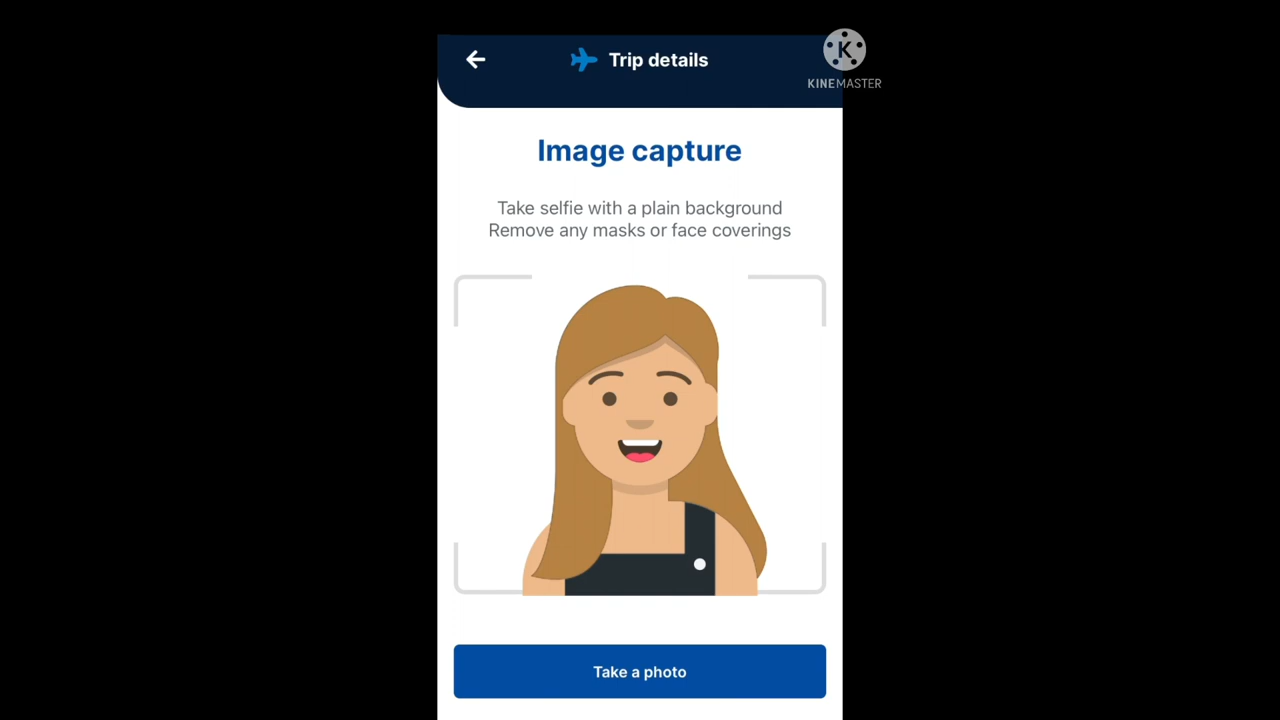 Trip details
K
KINEMASTER
Image capture
Take selfie with a plain background
Remove any masks or face coverings
Take a photo